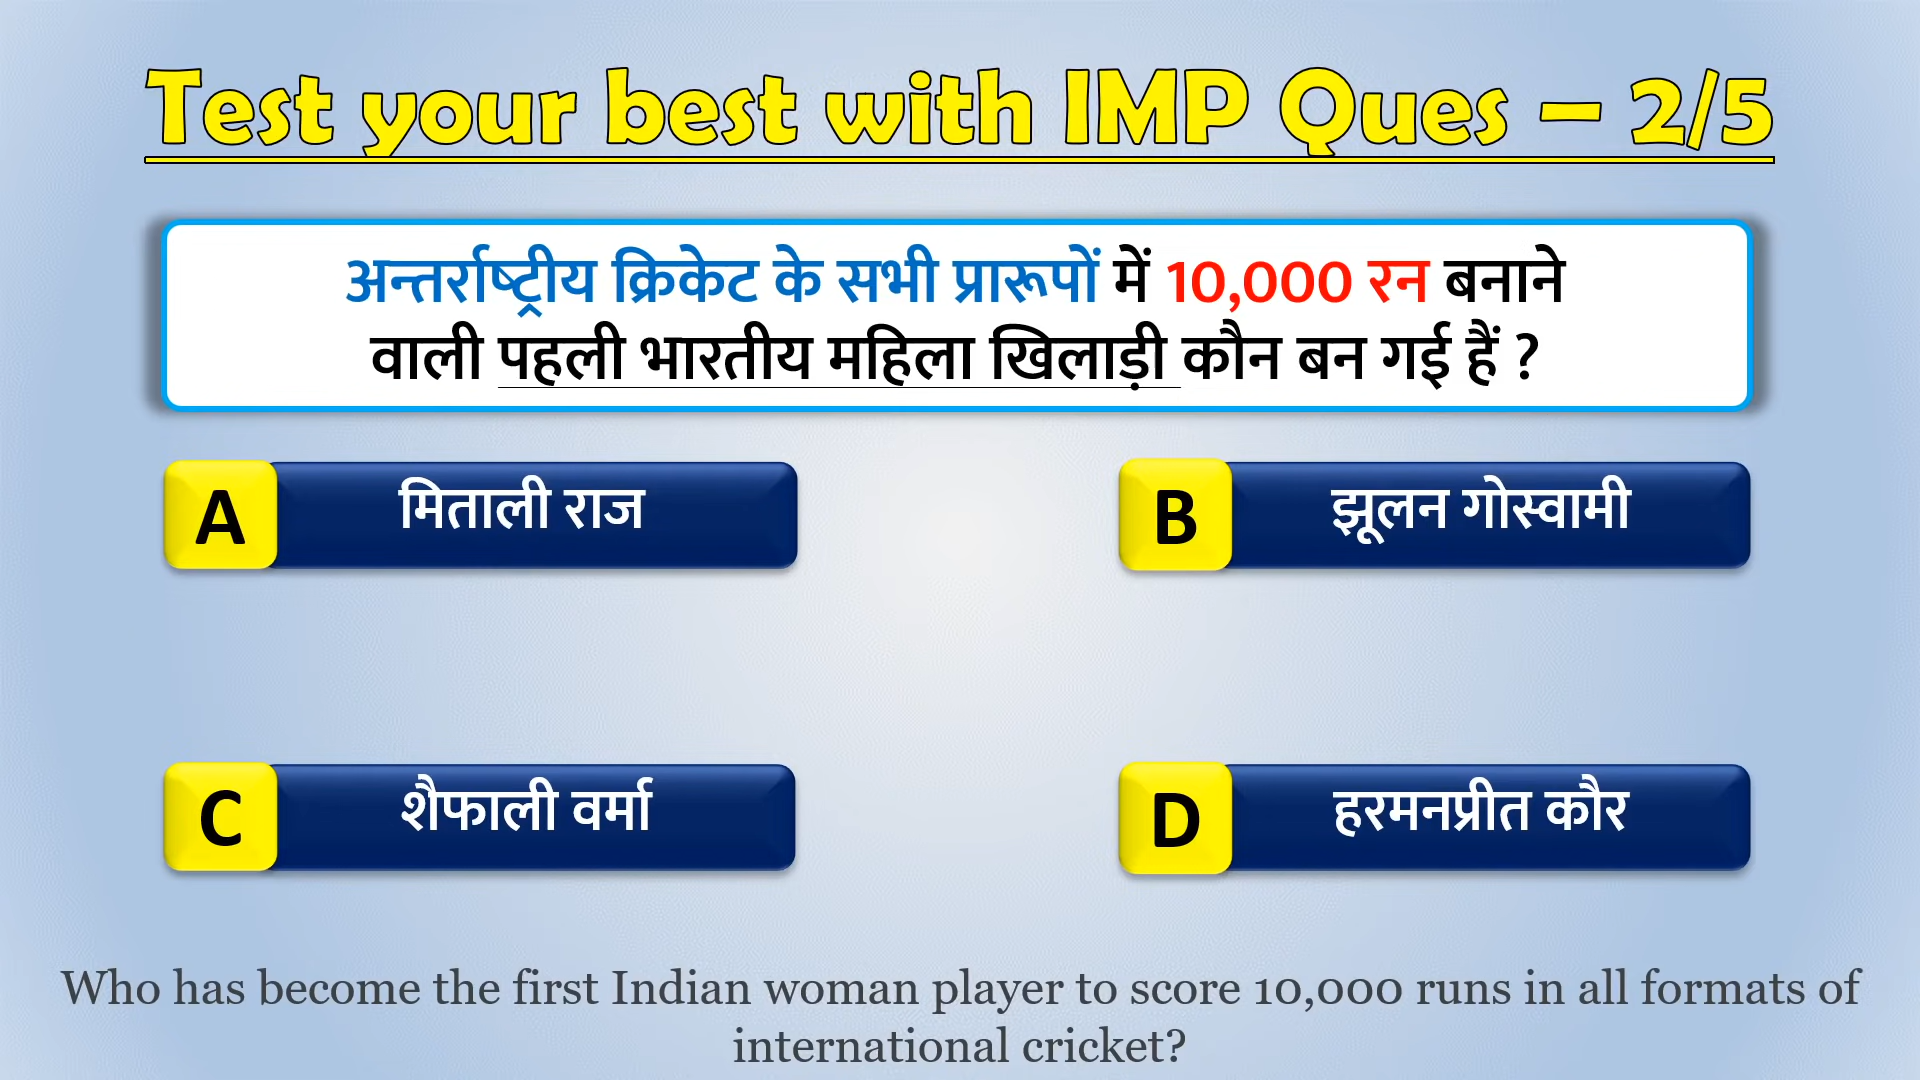 Test your best with IMP Ques – 2/5
अन्तर्राष्ट्रीय क्रिकेट के सभी प्रारूपों में 10,000 रन बनाने
वाली पहली भारतीय महिला खिलाड़ी कौन बन गई हैं ?
A मिताली राज
B झूलन गोस्वामी
C शैफाली वर्मा
D हरमनप्रीत कौर
Who has become the first Indian woman player to score 10,000 runs in all formats of
international cricket?